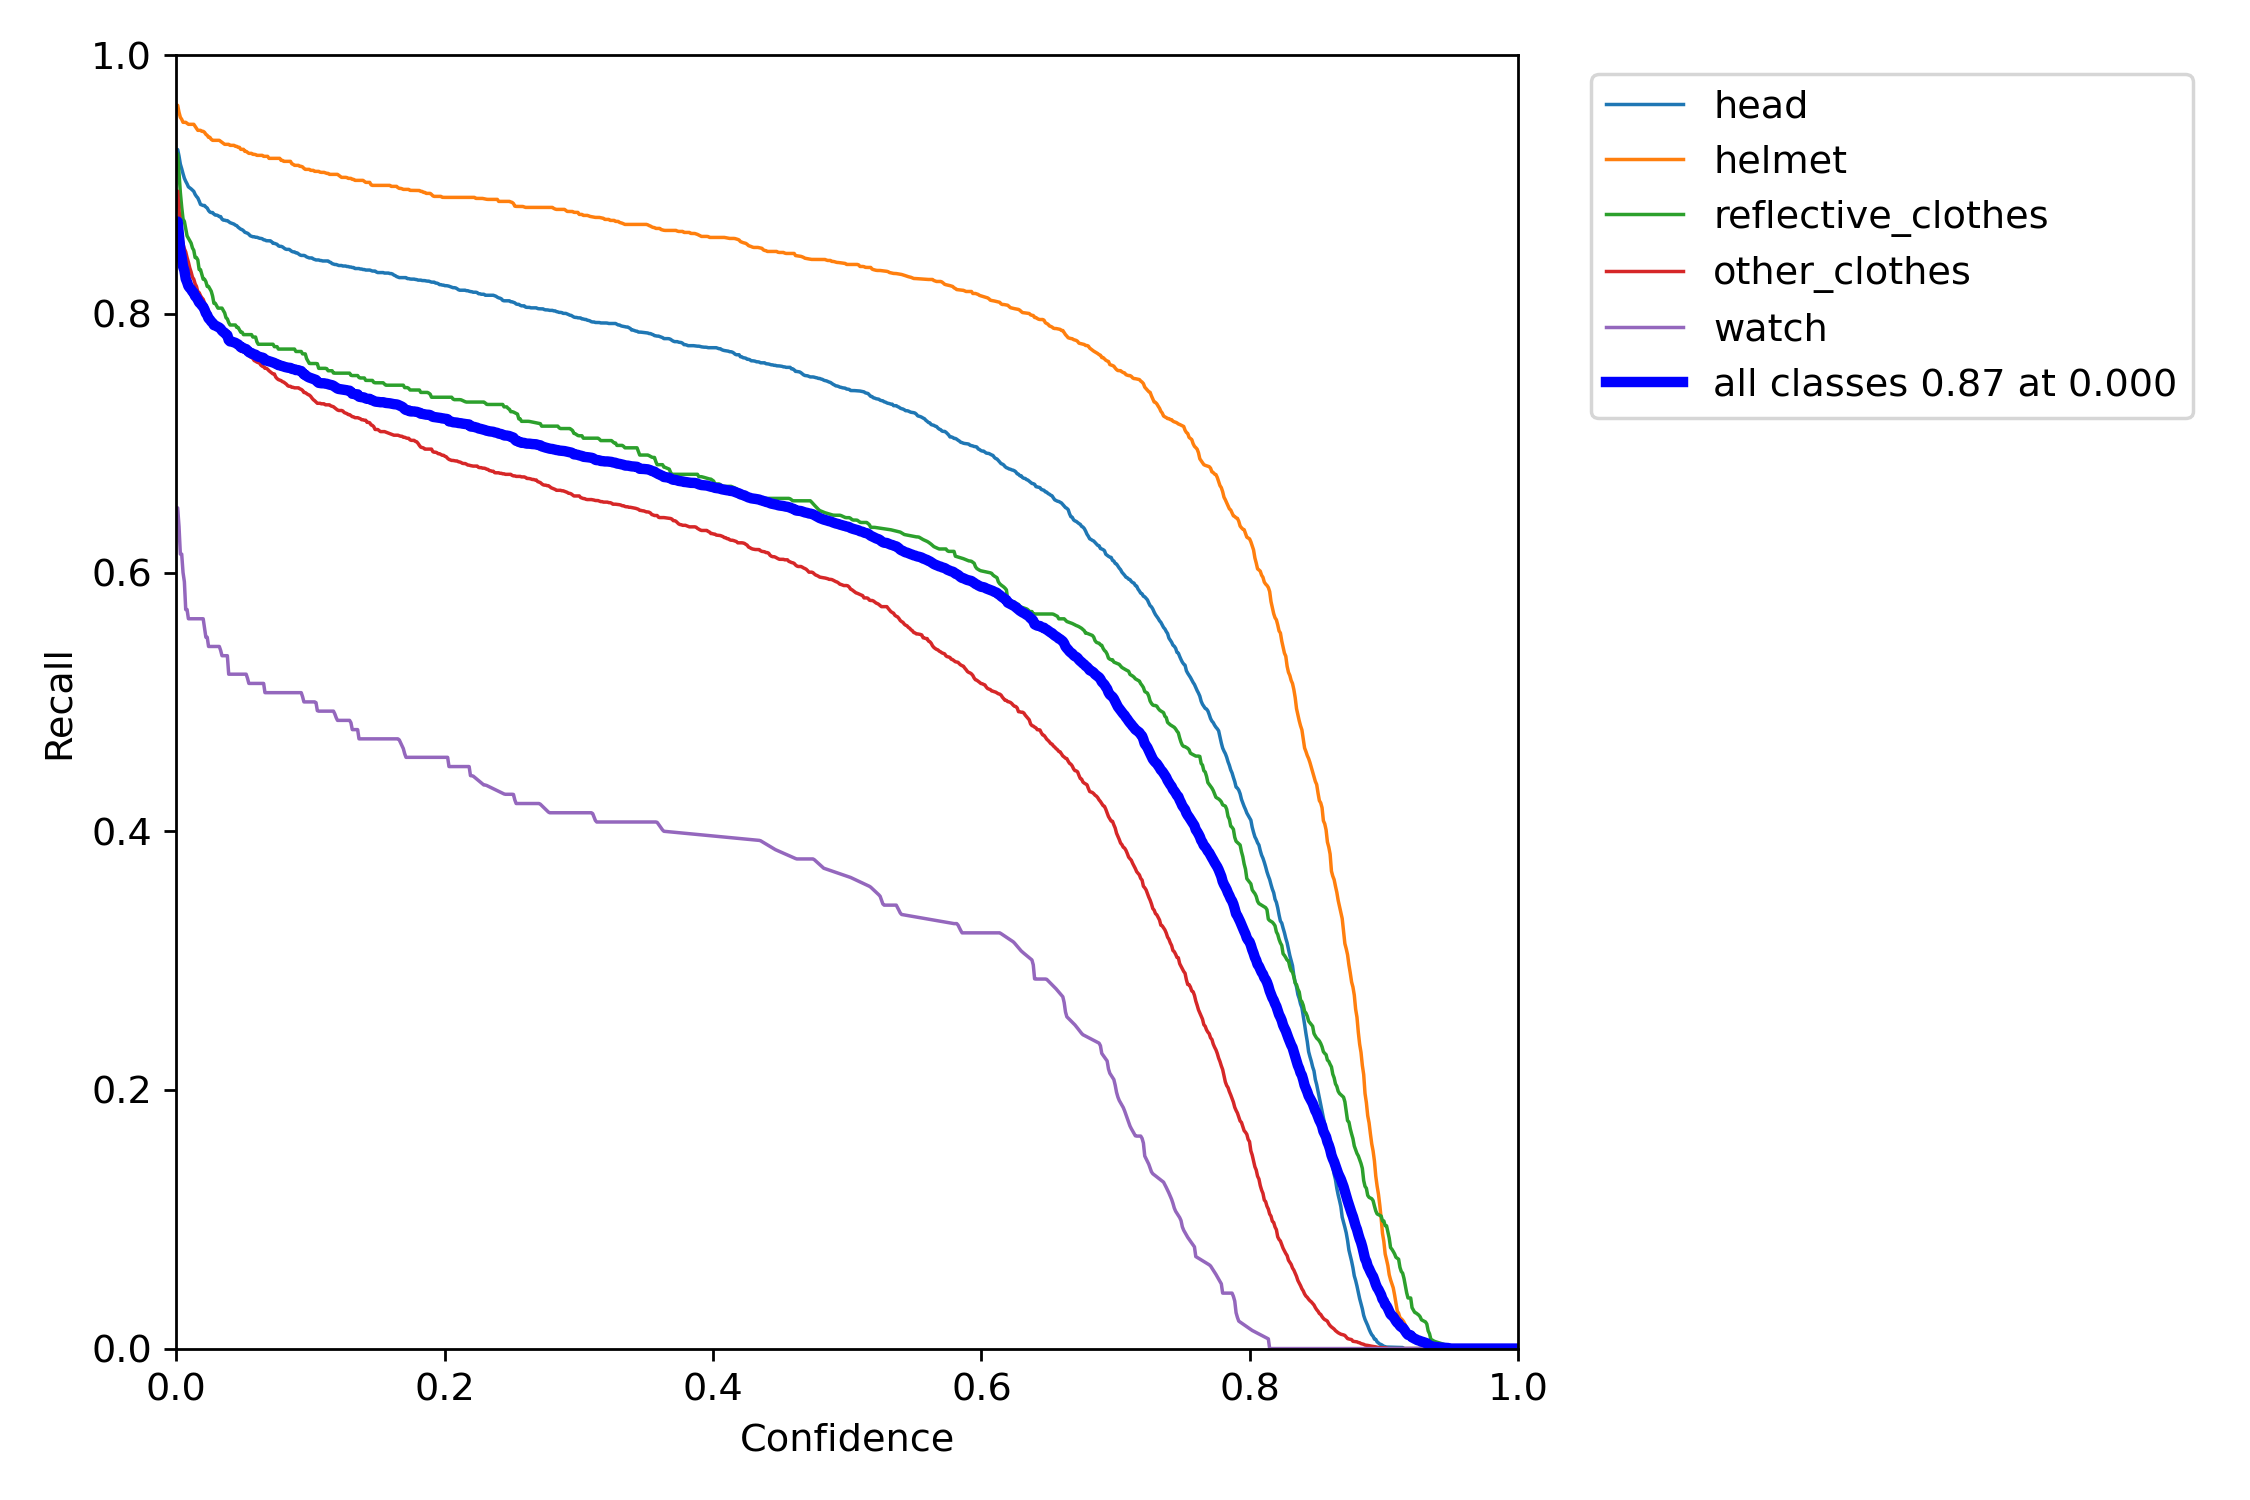 1.0
0.8
0.6
0.4
0.2
0.0
Recall
0.0 0.2 0.4 0.6 0.8 1.0
Confidence
head
helmet
reflective_clothes
other_clothes
watch
all classes 0.87 at 0.000